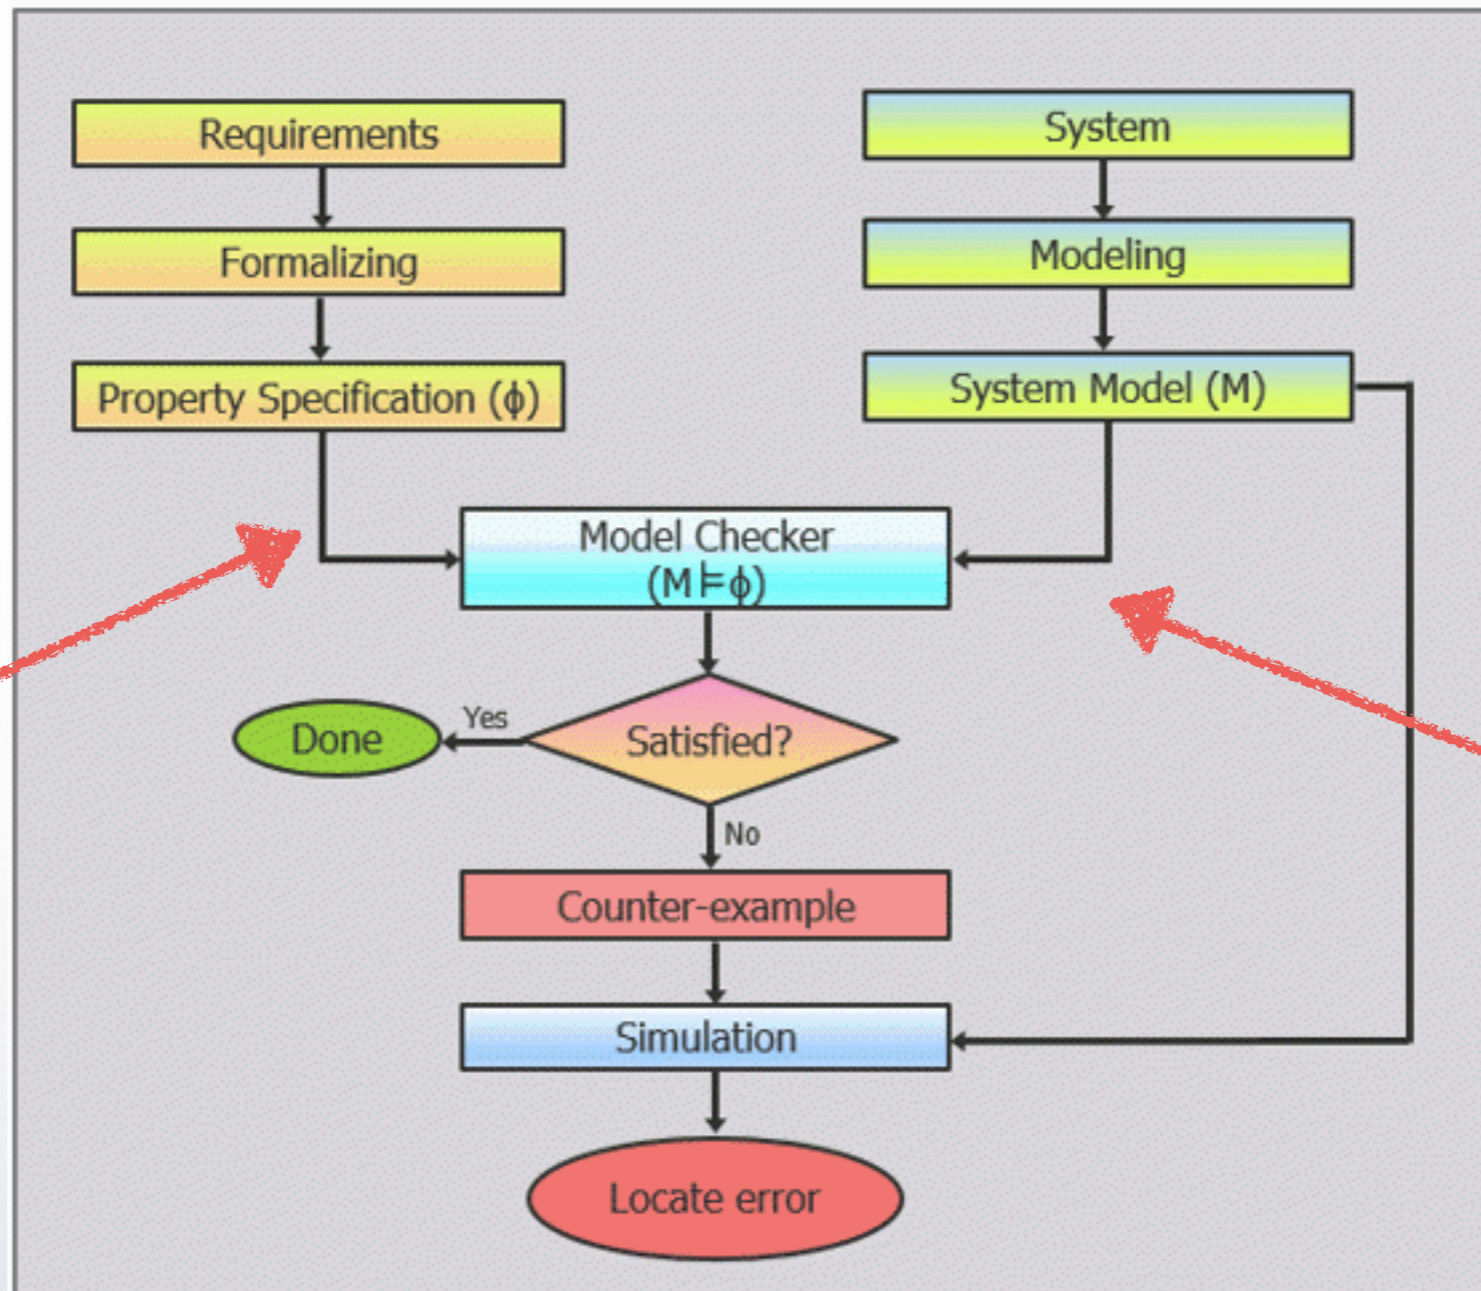 Requirements
Formalizing
Property Specification (ϕ)
System
Modeling
System Model (M)
Model Checker
(M ⊨ ϕ)
Satisfied?
Yes
Done
No
Counter-example
Simulation
Locate error